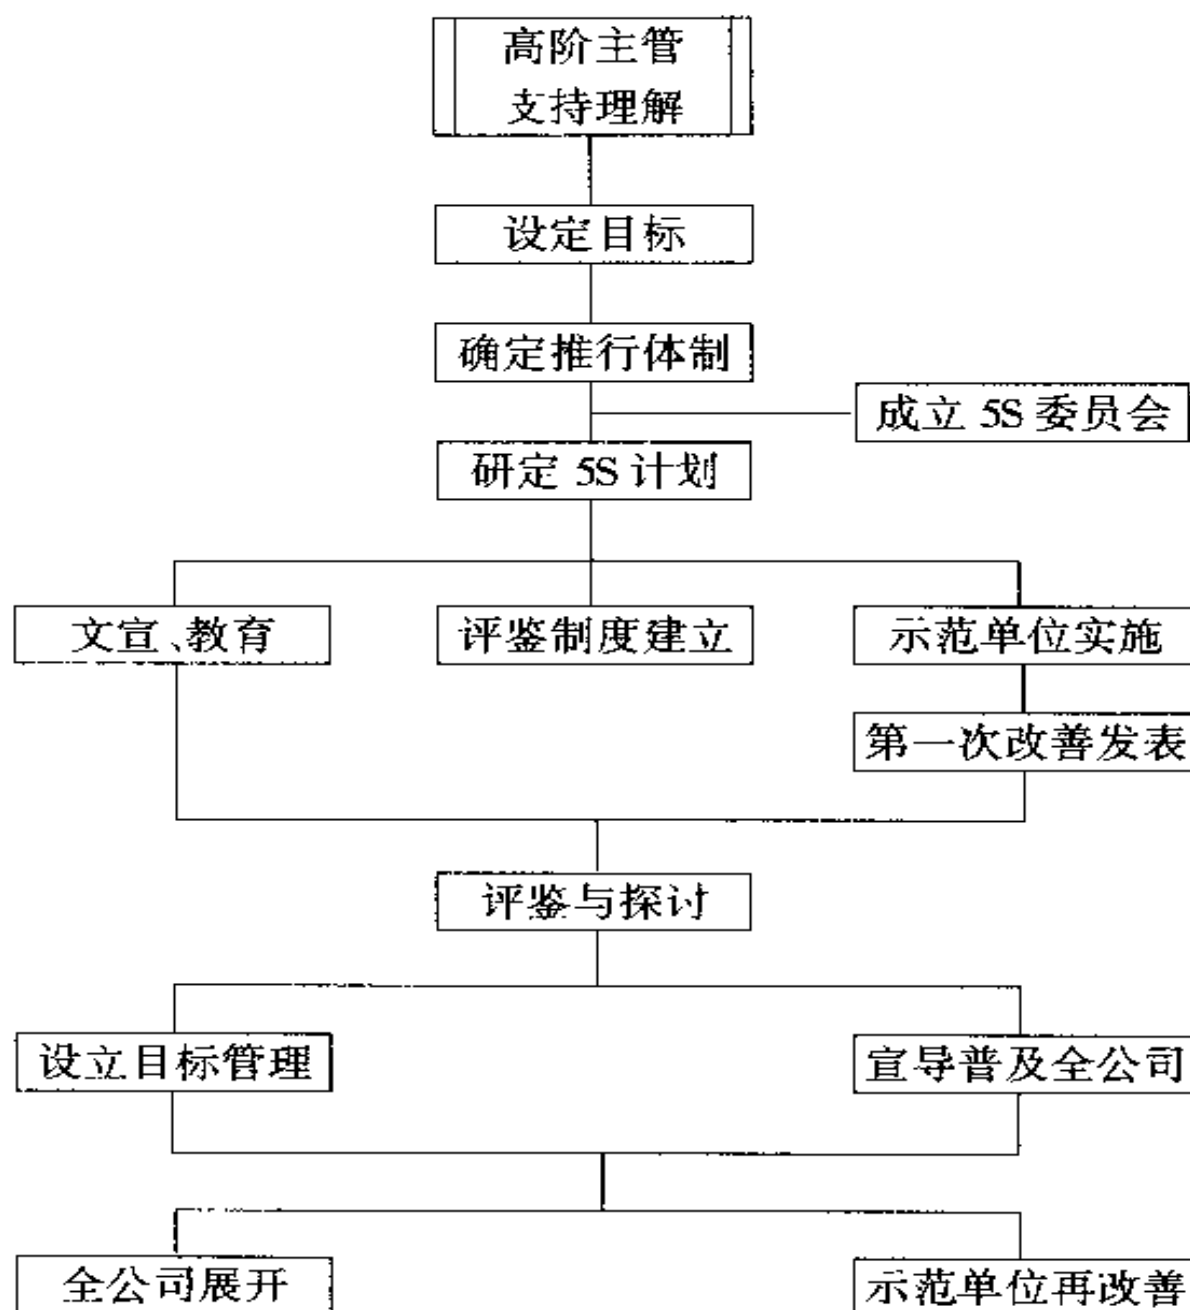 高阶主管
支持理解
设定目标
确定推行体制
成立 5S 委员会
研定 5S 计划
文宣、教育
评鉴制度建立
示范单位实施
第一次改善发表
评鉴与探讨
设立目标管理
宣导普及全公司
全公司展开
示范单位再改善